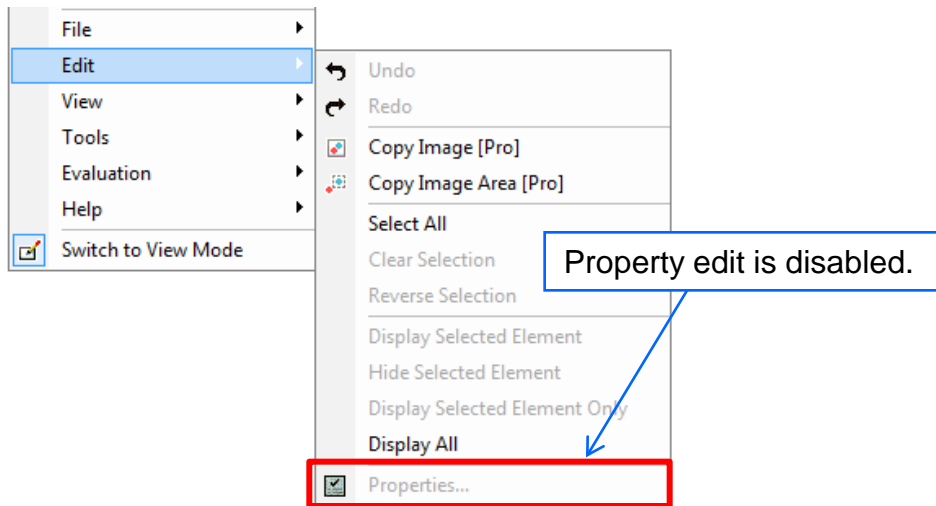 File
Edit
View
Tools
Evaluation
Help
Switch to View Mode
Undo
Redo
Copy Image [Pro]
Copy Image Area [Pro]
Select All
Clear Selection
Reverse Selection
Display Selected Element
Hide Selected Element
Display Selected Element Only
Display All
Properties...
Property edit is disabled.